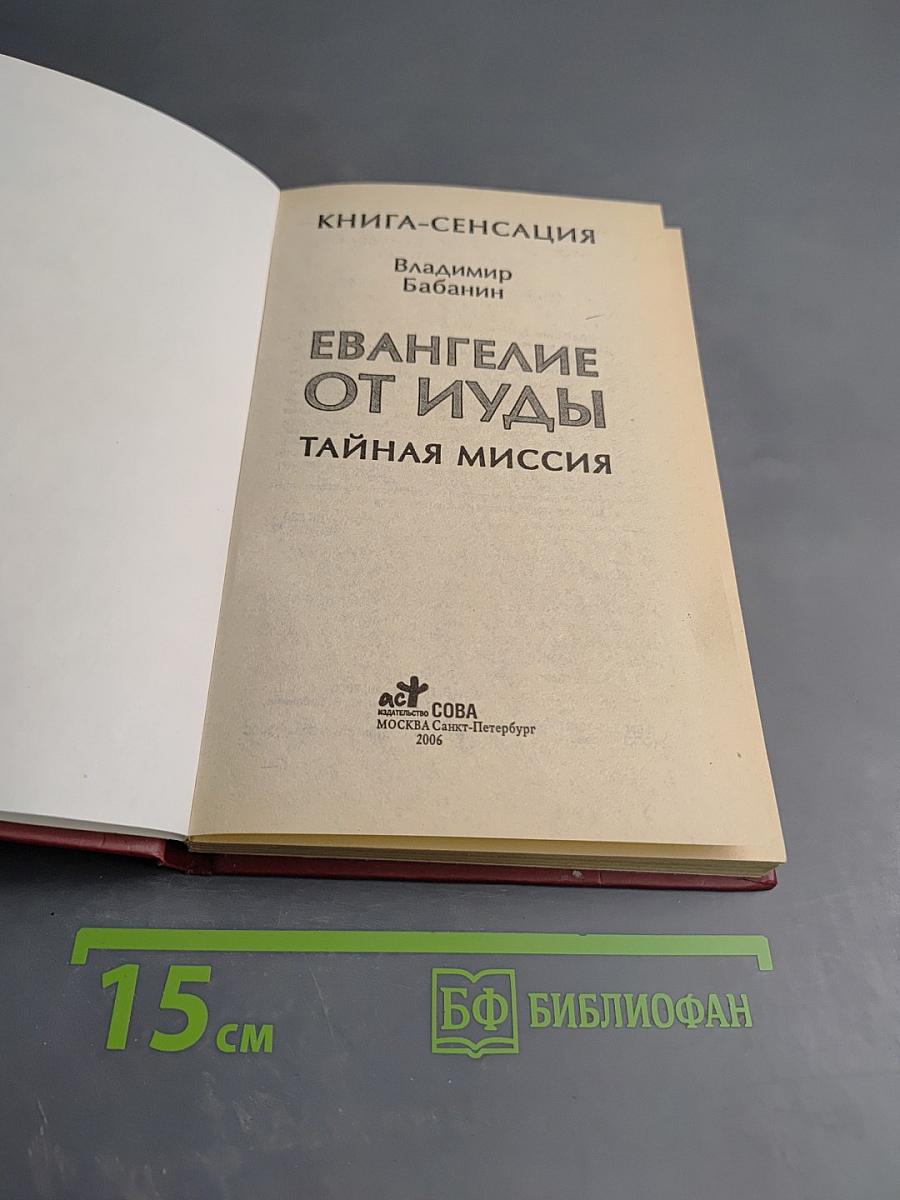 КНИГА-СЕНСАЦИЯ
Владимир
Бабанин
ЕВАНГЕЛИЕ
ОТ ИУДЫ
ТАЙНАЯ МИССИЯ
аст
ИЗДАТЕЛЬСТВО СОВА
МОСКВА Санкт-Петербург
2006
15 см
БФ БИБЛИОФАН